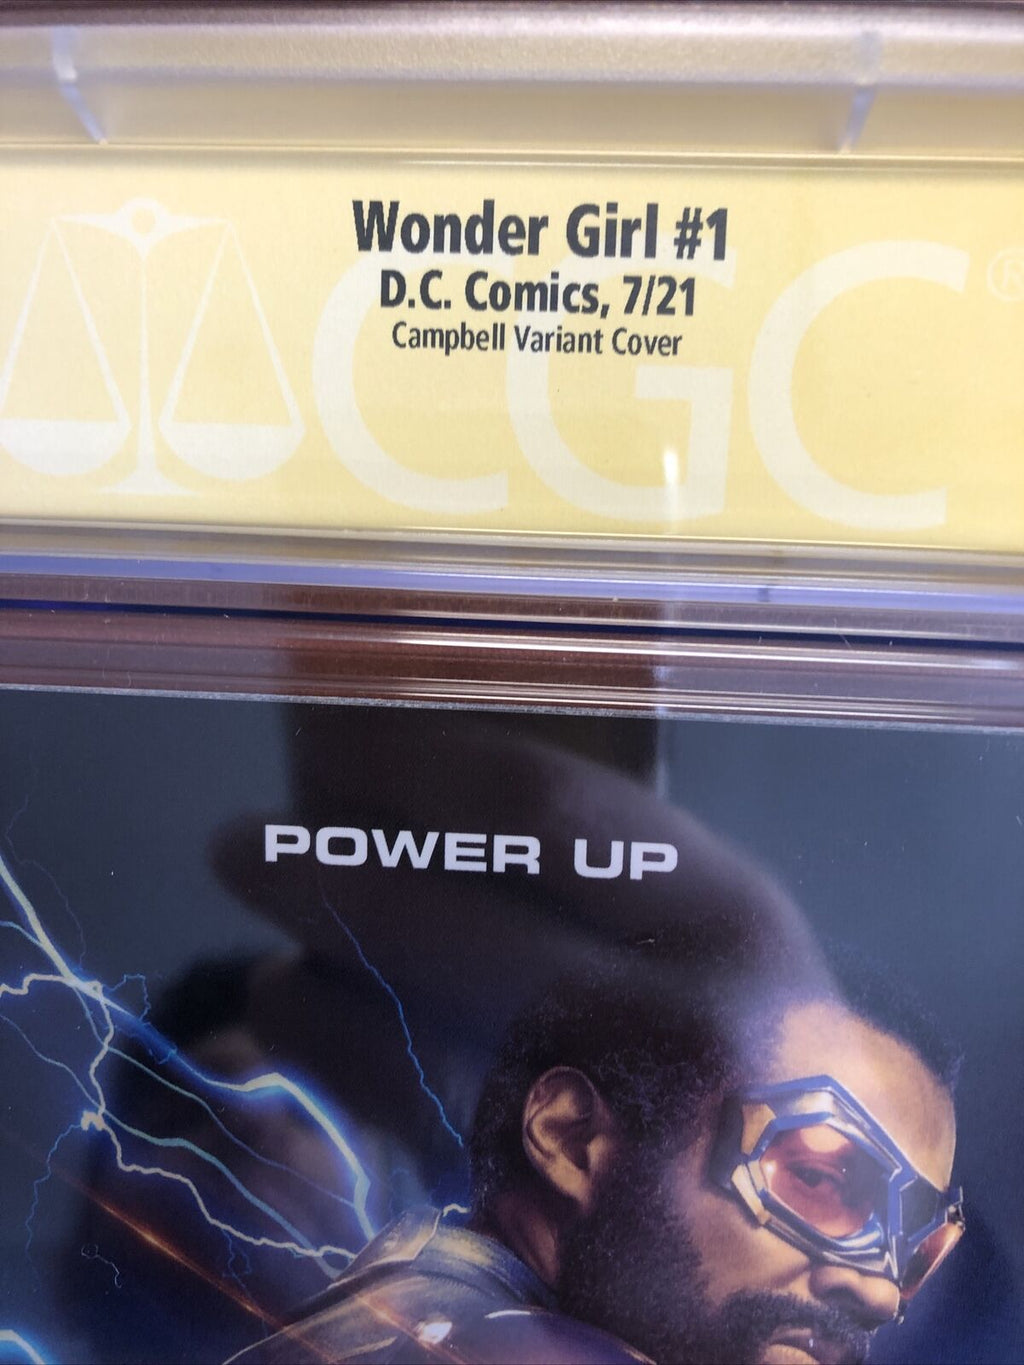 Wonder Girl #1
D.C. Comics, 7/21
Campbell Variant Cover
CGC®
POWER UP